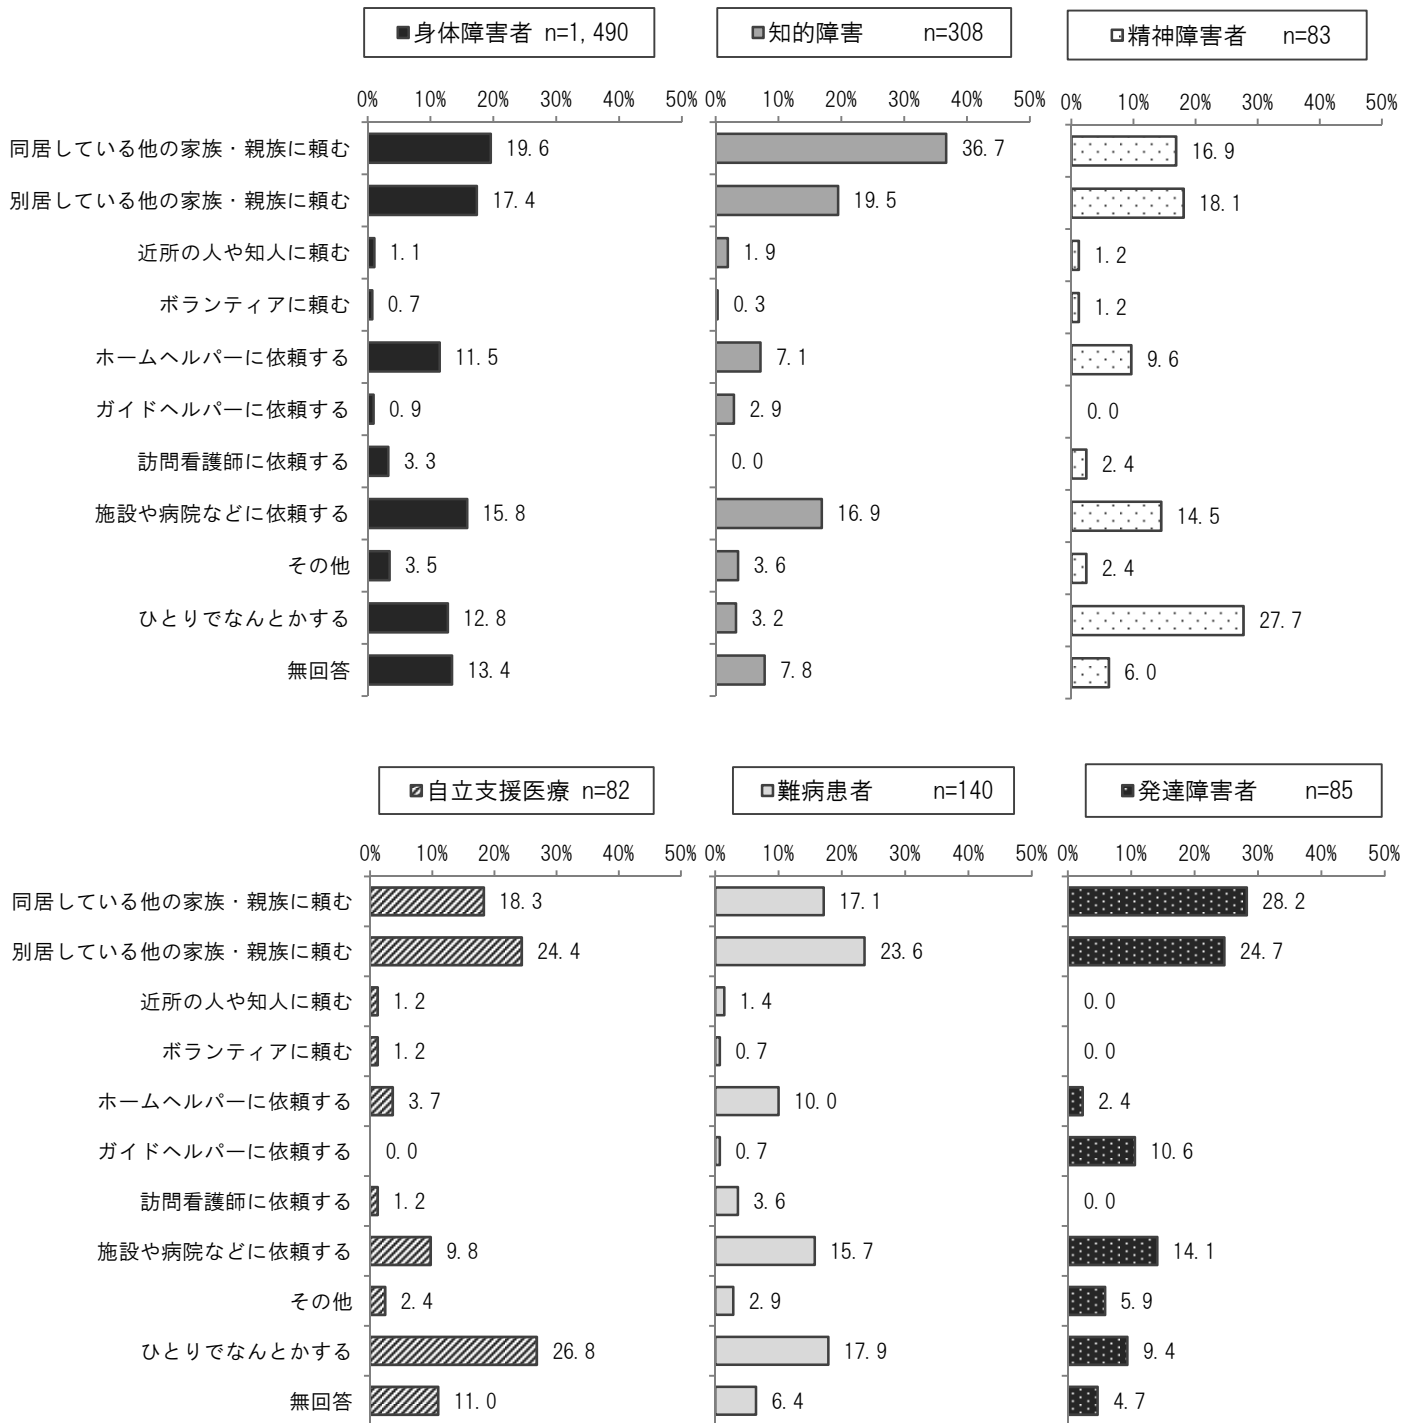 ■身体障害者 n=1,490
■知的障害 n=308
□精神障害者 n=83
0% 10% 20% 30% 40% 50% 0% 10% 20% 30% 40% 50% 0% 10% 20% 30% 40% 50%
同居している他の家族・親族に頼む 19.6 36.7 16.9
別居している他の家族・親族に頼む 17.4 19.5 18.1
近所の人や知人に頼む 1.1 1.9 1.2
ボランティアに頼む 0.7 0.3 1.2
ホームヘルパーに依頼する 11.5 7.1 9.6
ガイドヘルパーに依頼する 0.9 2.9 0.0
訪問看護師に依頼する 3.3 0.0 2.4
施設や病院などに依頼する 15.8 16.9 14.5
その他 3.5 3.6 2.4
ひとりでなんとかする 12.8 3.2 27.7
無回答 13.4 7.8 6.0
自立支援医療 n=82
難病患者 n=140
発達障害者 n=85
0% 10% 20% 30% 40% 50% 0% 10% 20% 30% 40% 50% 0% 10% 20% 30% 40% 50%
同居している他の家族・親族に頼む 18.3 17.1 28.2
別居している他の家族・親族に頼む 24.4 23.6 24.7
近所の人や知人に頼む 1.2 1.4 0.0
ボランティアに頼む 1.2 0.7 0.0
ホームヘルパーに依頼する 3.7 10.0 2.4
ガイドヘルパーに依頼する 0.0 0.7 10.6
訪問看護師に依頼する 1.2 3.6 0.0
施設や病院などに依頼する 9.8 15.7 14.1
その他 2.4 2.9 5.9
ひとりでなんとかする 26.8 17.9 9.4
無回答 11.0 6.4 4.7